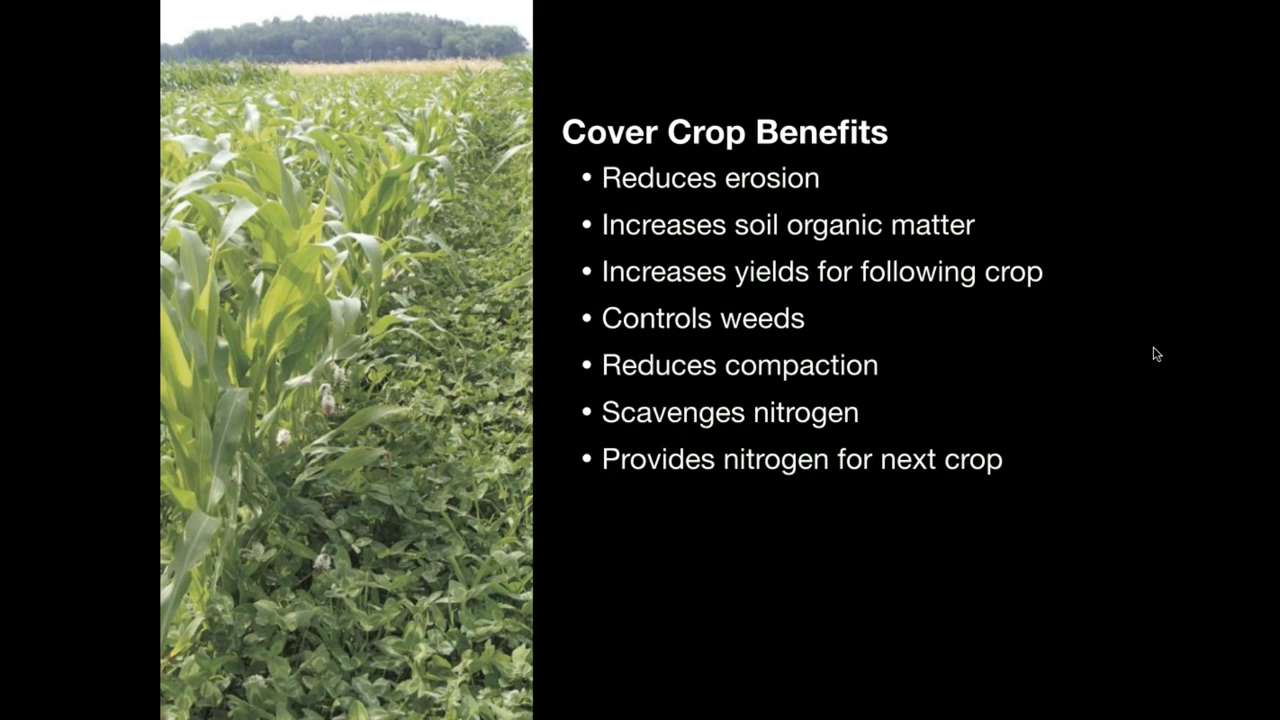 Cover Crop Benefits
• Reduces erosion
• Increases soil organic matter
• Increases yields for following crop
• Controls weeds
• Reduces compaction
• Scavenges nitrogen
• Provides nitrogen for next crop